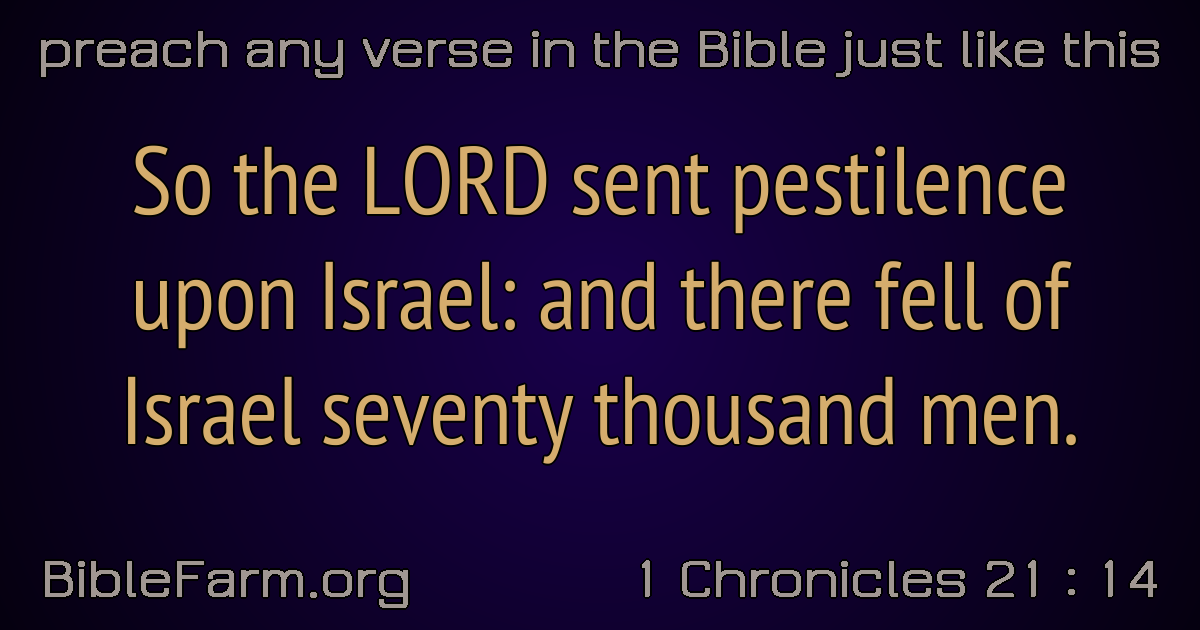 preach any verse in the Bible just like this
So the LORD sent pestilence
upon Israel: and there fell of
Israel seventy thousand men.
BibleFarm.org
1 Chronicles 21 : 14